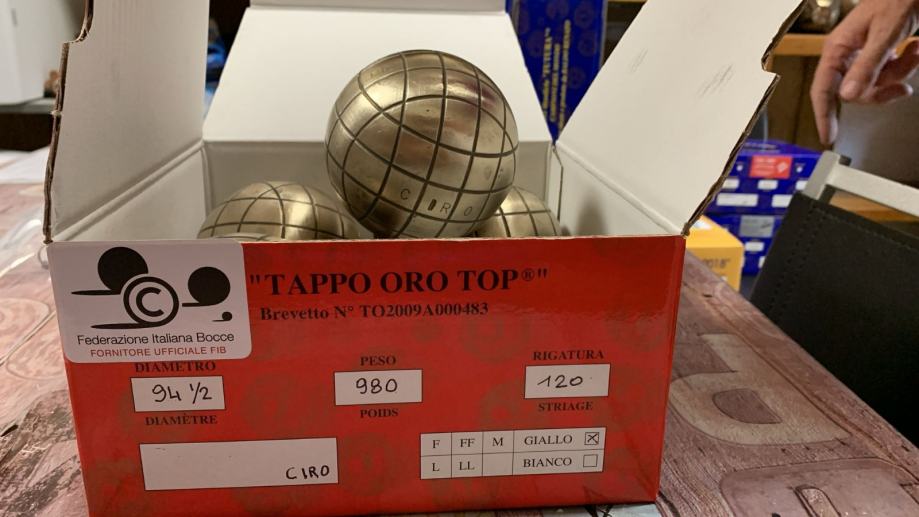 CIRO
"TAPPO ORO TOP®"
Brevetto N° TO2009A000483
©
Federazione Italiana Bocce
FORNITORE UFFICIALE FIB
DIAMETRO
94 1/2
DIAMÈTRE
PESO
980
POIDS
RIGATURA
120
STRIAGE
CIRO
F FF M GIALLO ☒
L LL BIANCO ☐